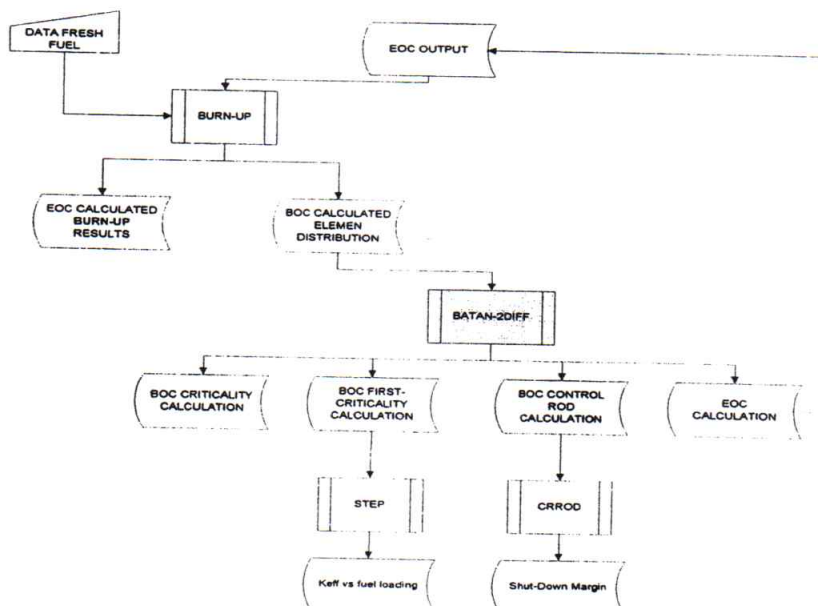 DATA FRESH
FUEL
EOC OUTPUT
BURN-UP
EOC CALCULATED
BURN-UP
RESULTS
BOC CALCULATED
ELEMEN
DISTRIBUTION
BATAN-2DIFF
BOC CRITICALITY
CALCULATION
BOC FIRST-
CRITICALITY
CALCULATION
BOC CONTROL
ROD
CALCULATION
EOC
CALCULATION
STEP
CRROD
Keff vs fuel loading
Shut-Down Margin